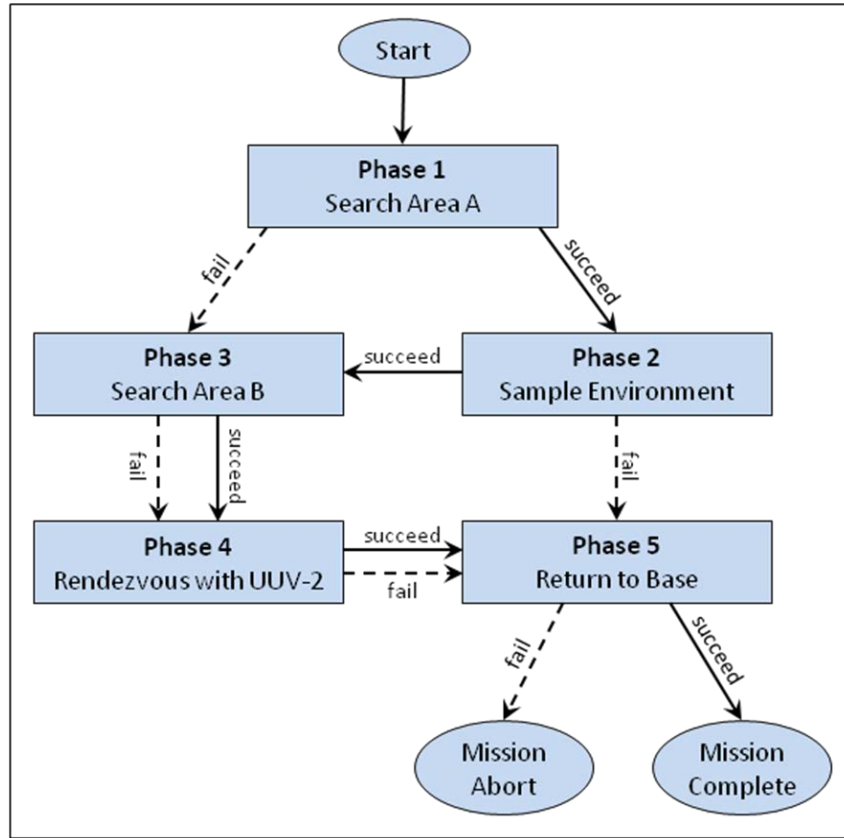 Start
Phase 1
Search Area A
fail
succeed
Phase 3
Search Area B
succeed
Phase 2
Sample Environment
fail
succeed
fail
Phase 4
Rendezvous with UUV-2
succeed
fail
Phase 5
Return to Base
fail
succeed
Mission
Abort
Mission
Complete